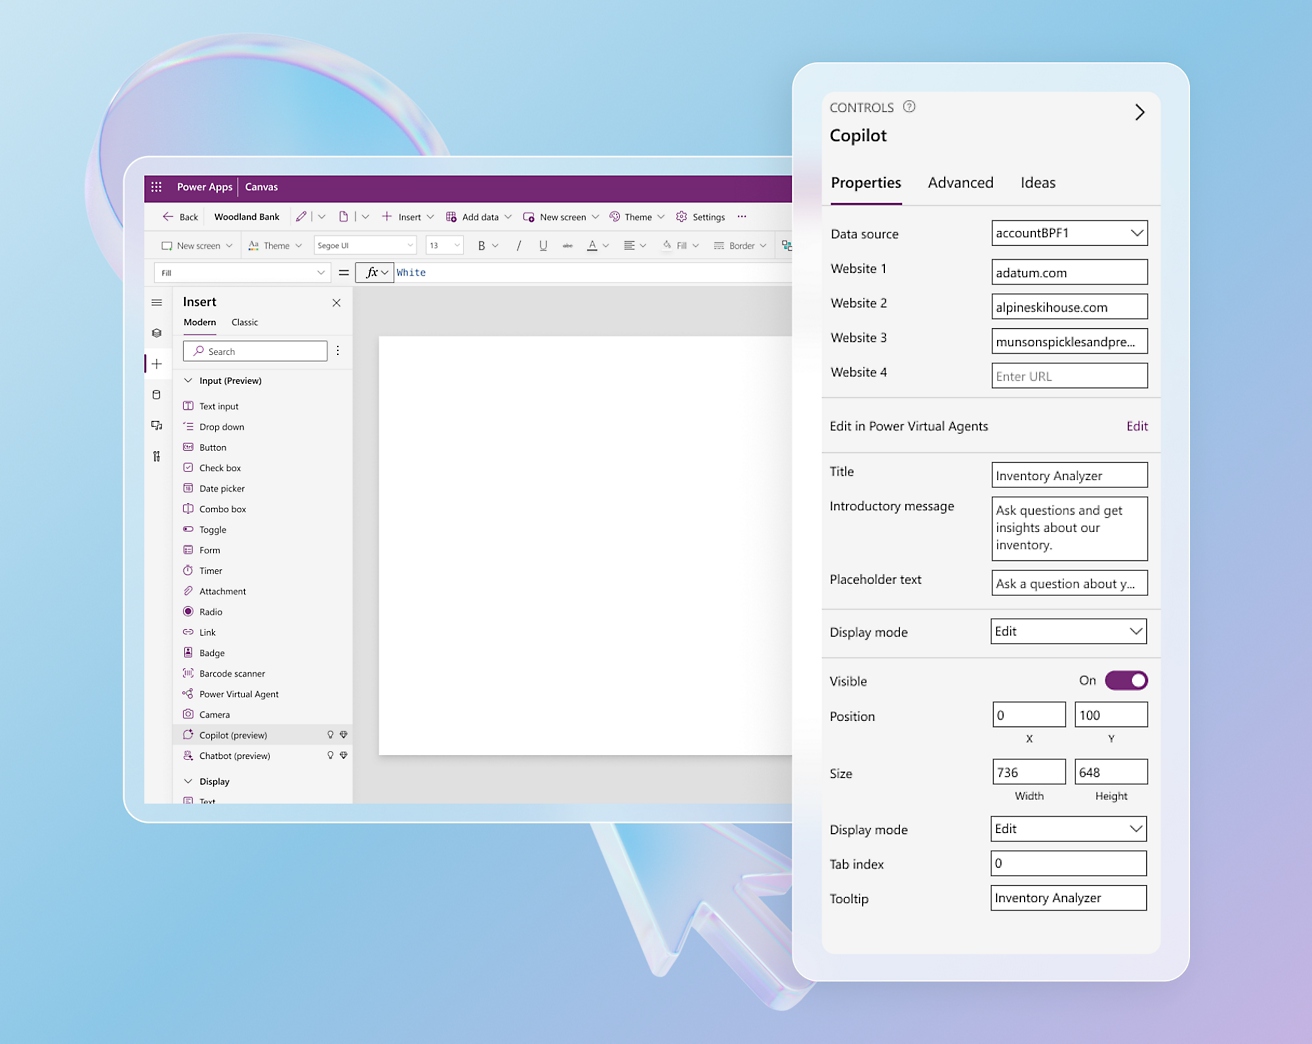 Power Apps | Canvas
Back Woodland Bank Insert Add data New screen Theme Settings ...
New screen Theme Segoe UI 13 B I U abc A Fill Border
Fill = fx White
Insert
Modern Classic
Search
Input (Preview)
Text input
Drop down
Button
Check box
Date picker
Combo box
Toggle
Form
Timer
Attachment
Radio
Link
Badge
Barcode scanner
Power Virtual Agent
Camera
Copilot (preview)
Chatbot (preview)
Display
Text
CONTROLS ?
Copilot
Properties Advanced Ideas
Data source accountBPF1
Website 1 adatum.com
Website 2 alpineskihouse.com
Website 3 munsonspicklesandpre...
Website 4 Enter URL
Edit in Power Virtual Agents Edit
Title Inventory Analyzer
Introductory message Ask questions and get
insights about our
inventory.
Placeholder text Ask a question about y...
Display mode Edit
Visible On
Position 0 100
X Y
Size 736 648
Width Height
Display mode Edit
Tab index 0
Tooltip Inventory Analyzer